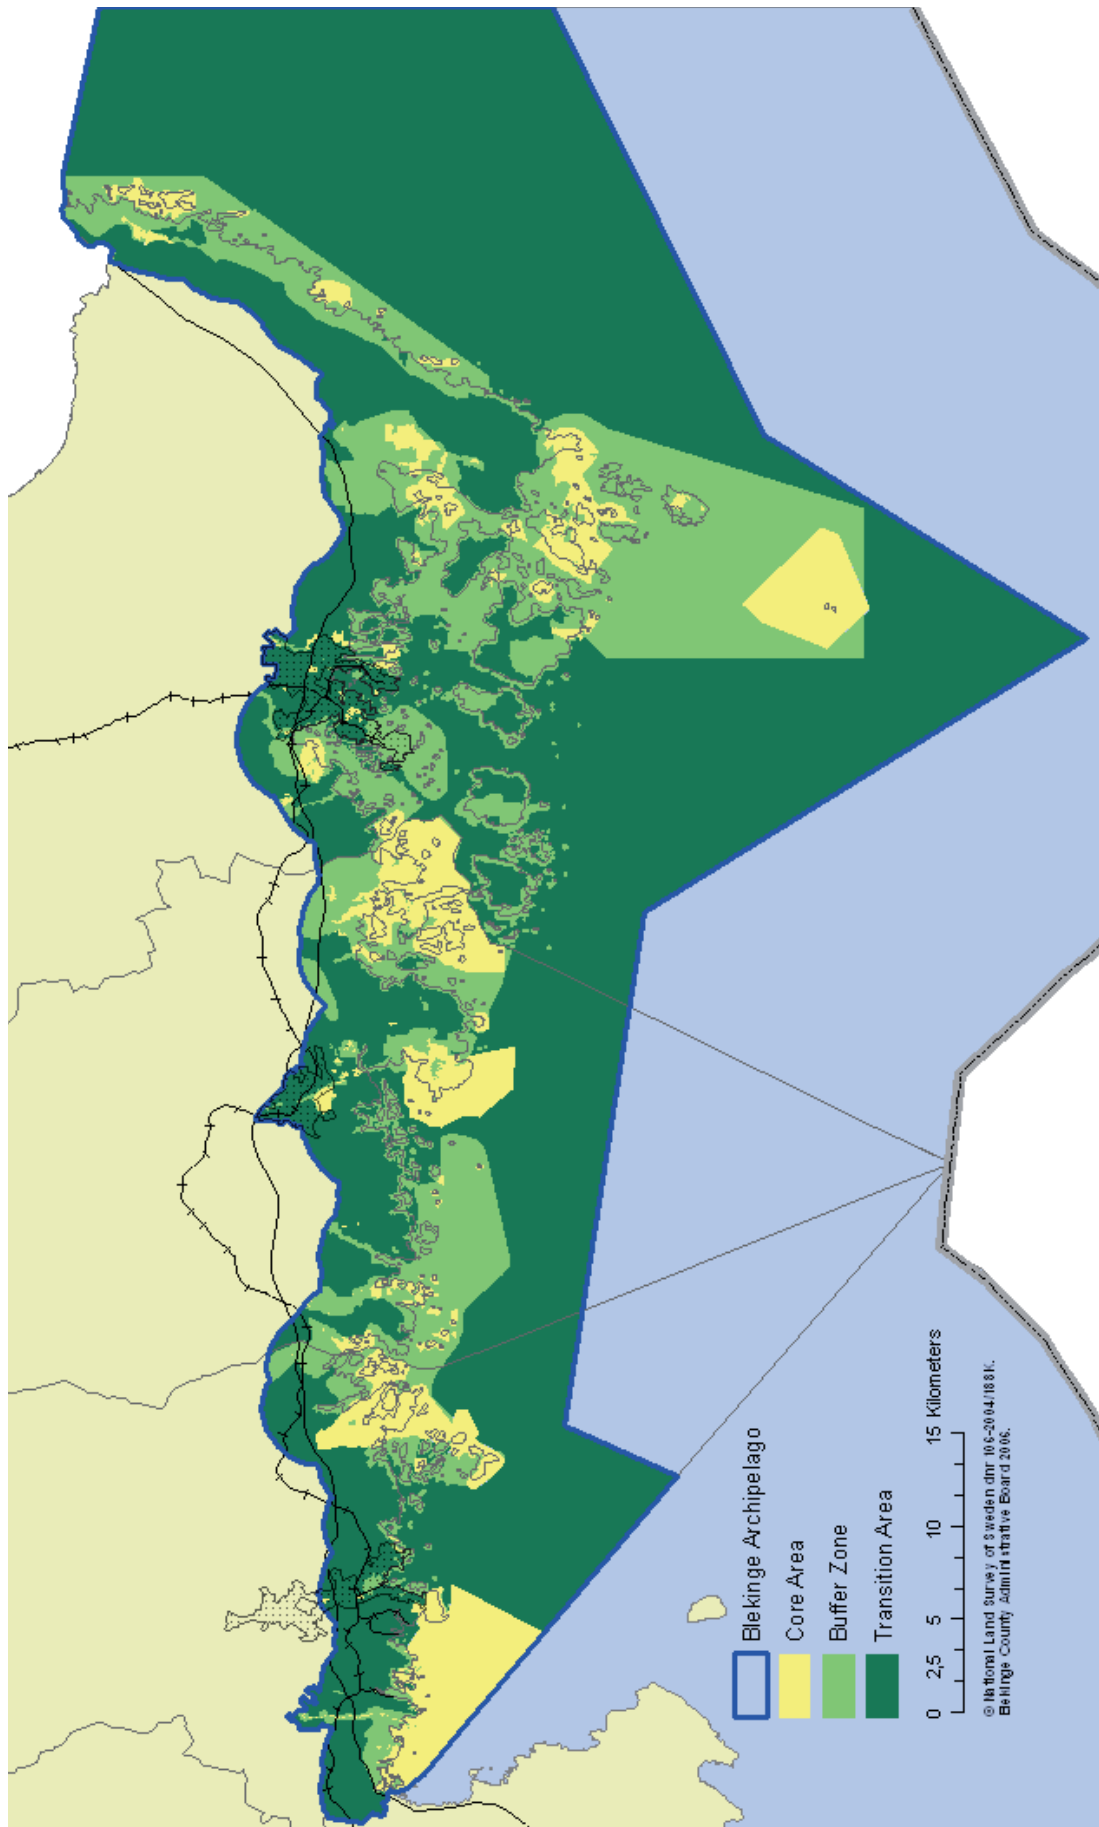 Blekinge Archipelago
Core Area
Buffer Zone
Transition Area
0 2,5 5 10 15 Kilometers
© National Land Survey of Sweden dnr 106-2004/188K.
Blekinge County Administrative Board 2006.